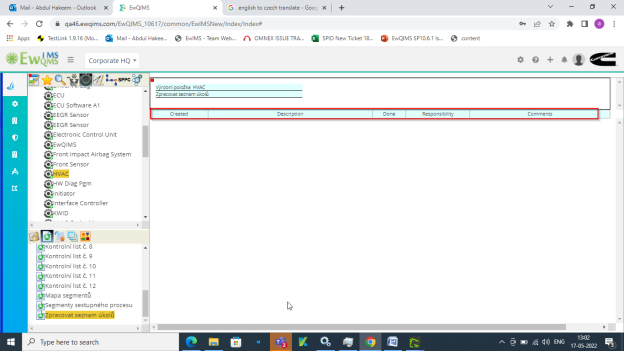 Mail - Abdul Hakeem - Outlook
EwQIMS
english to czech translate - Goo
qa46.ewqims.com/EwQIMS_10617/common/EwIMSNew/Index/Index#
Apps
TestLink 1.9.16 (Mo...
Mail - Abdul Hakee...
EwIMS - Team Web...
OMNEX ISSUE TRA...
SPID New Ticket 18...
EwQIMS SP10.6.1 Is...
content
Ew IMS
QMS
Corporate HQ
SPPC
ECU
ECU Software A1
EEGR Sensor
EEGR Sensor
Electronic Control Unit
EwQIMS
Front Impact Airbag System
Front Sensor
HVAC
HW Diag Pgm
Initiator
Interface Controller
KWID
Kontrolní list č. 8
Kontrolní list č. 9
Kontrolní list č. 10
Kontrolní list č. 11
Kontrolní list č. 12
Mapa segmentů
Segmenty sestupného procesu
Zpracovat seznam úkolů
Výrobní položka HVAC
Zpracovat seznam úkolů
Created Description Done Responsibility Comments
Type here to search
ENG
13:02
17-05-2022